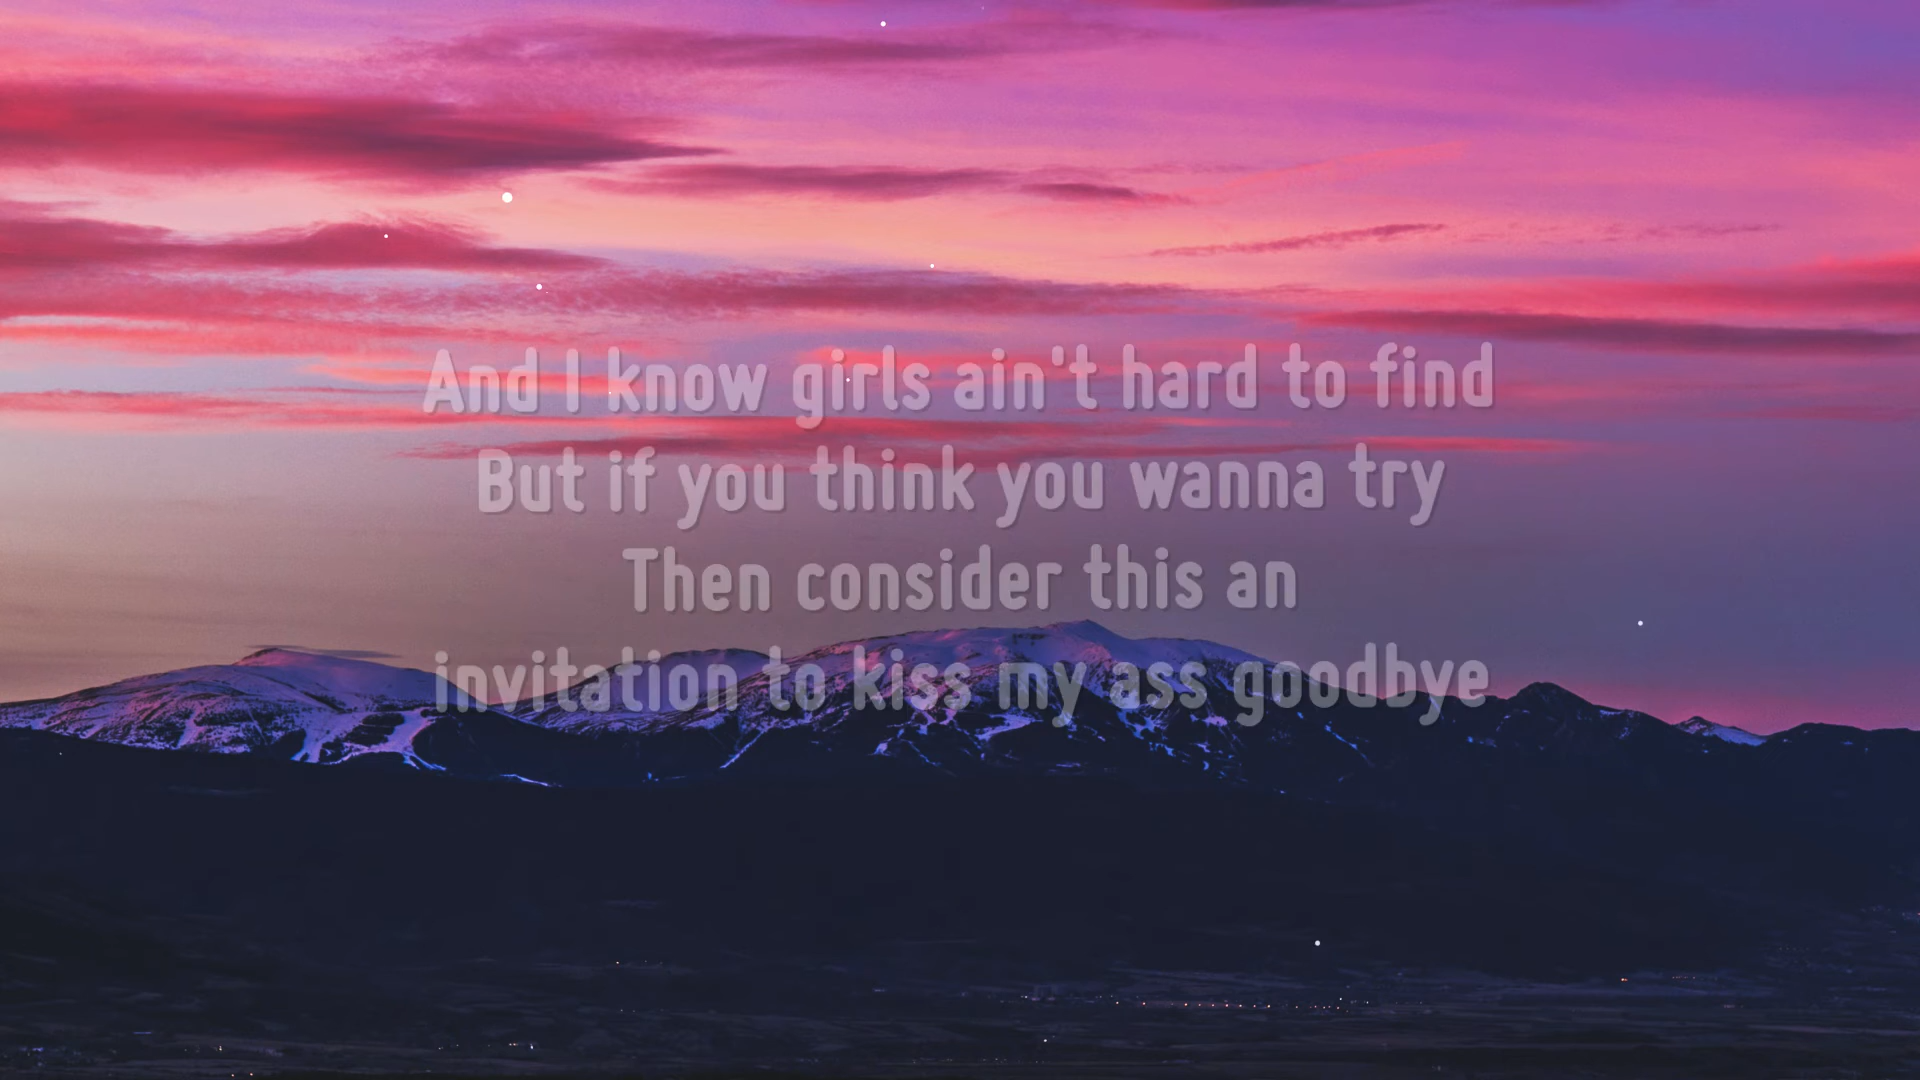 And I know girls ain't hard to find
But if you think you wanna try
Then consider this an
invitation to kiss my ass goodbye